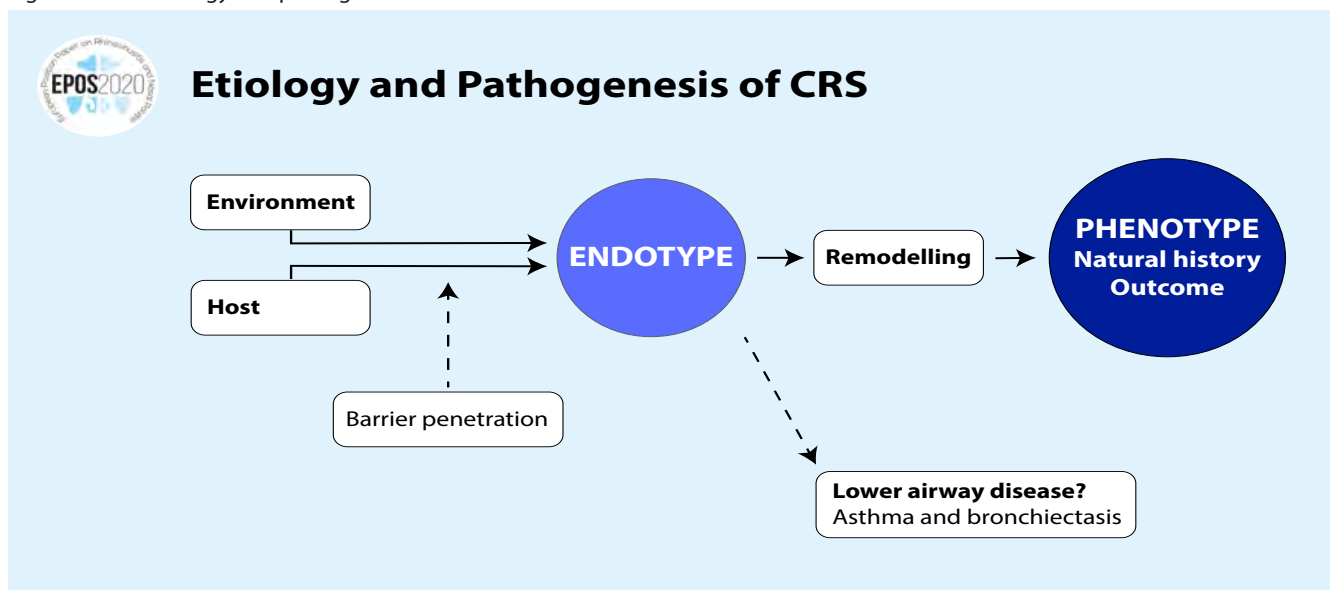 EPOS2020
Etiology and Pathogenesis of CRS
Environment
Host
Barrier penetration
ENDOTYPE
Remodelling
PHENOTYPE
Natural history
Outcome
Lower airway disease?
Asthma and bronchiectasis